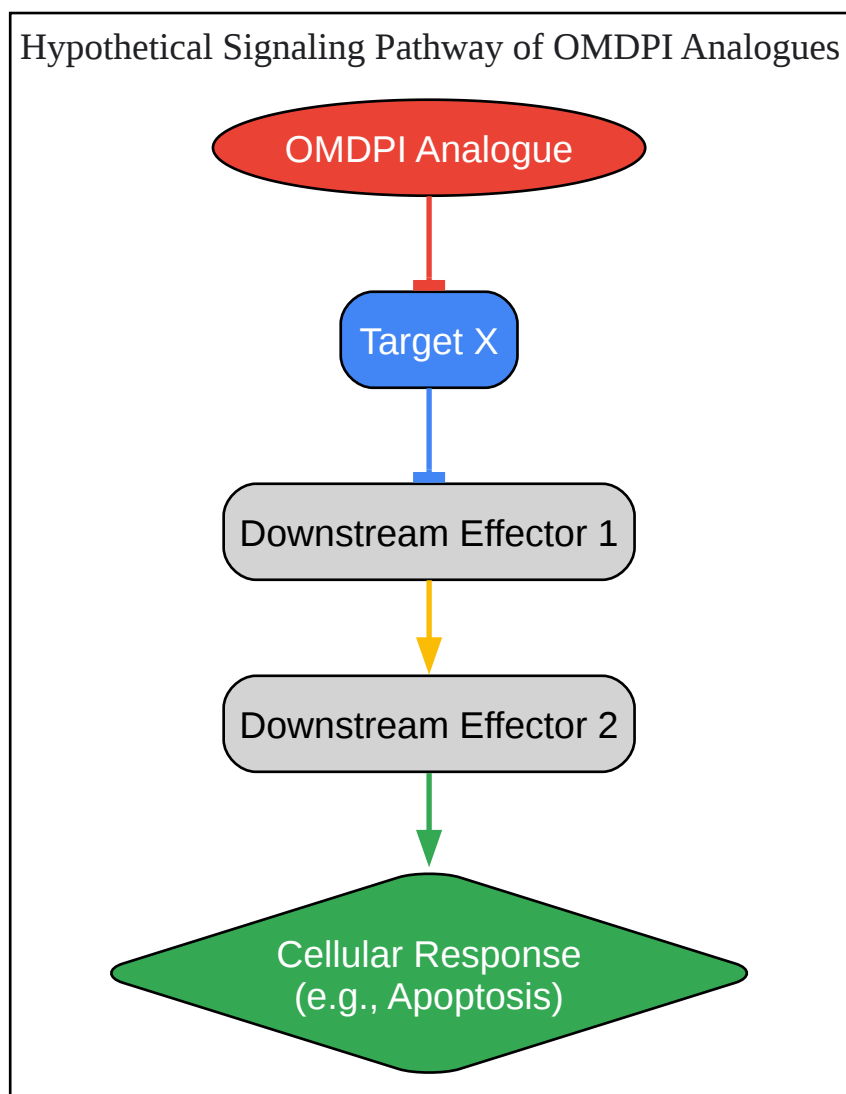 Hypothetical Signaling Pathway of OMDPI Analogues
OMDPI Analogue
Target X
Downstream Effector 1
Downstream Effector 2
Cellular Response
(e.g., Apoptosis)